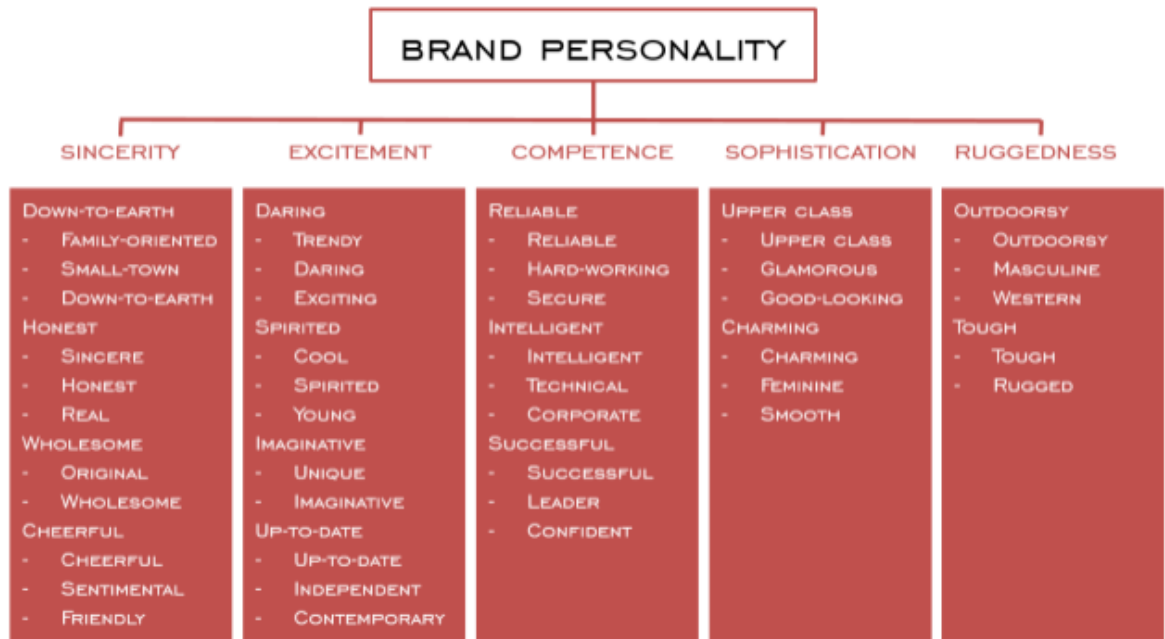 BRAND PERSONALITY
SINCERITY
DOWN-TO-EARTH
- FAMILY-ORIENTED
- SMALL-TOWN
- DOWN-TO-EARTH
HONEST
- SINCERE
- HONEST
- REAL
WHOLESOME
- ORIGINAL
- WHOLESOME
CHEERFUL
- CHEERFUL
- SENTIMENTAL
- FRIENDLY
EXCITEMENT
DARING
- TRENDY
- DARING
- EXCITING
SPIRITED
- COOL
- SPIRITED
- YOUNG
IMAGINATIVE
- UNIQUE
- IMAGINATIVE
UP-TO-DATE
- UP-TO-DATE
- INDEPENDENT
- CONTEMPORARY
COMPETENCE
RELIABLE
- RELIABLE
- HARD-WORKING
- SECURE
INTELLIGENT
- INTELLIGENT
- TECHNICAL
- CORPORATE
SUCCESSFUL
- SUCCESSFUL
- LEADER
- CONFIDENT
SOPHISTICATION
UPPER CLASS
- UPPER CLASS
- GLAMOROUS
- GOOD-LOOKING
CHARMING
- CHARMING
- FEMININE
- SMOOTH
RUGGEDNESS
OUTDOORSY
- OUTDOORSY
- MASCULINE
- WESTERN
TOUGH
- TOUGH
- RUGGED